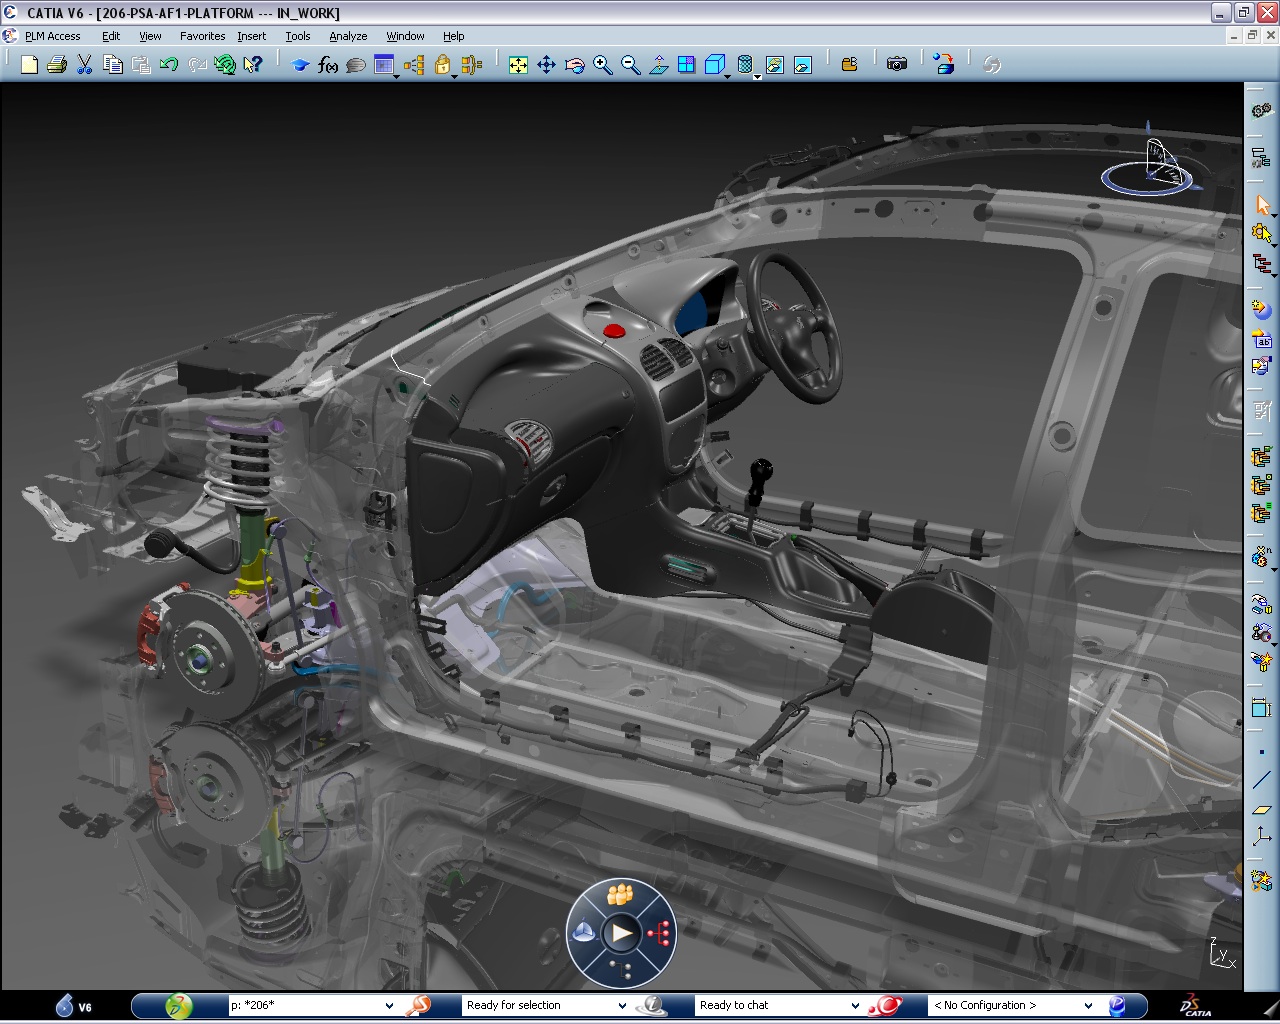 CATIA V6 - [206-PSA-AF1-PLATFORM --- IN_WORK]
PLM Access Edit View Favorites Insert Tools Analyze Window Help
f(x)
ab
z
y
x
V6
p: *206*
Ready for selection
Ready to chat
< No Configuration >
CATIA